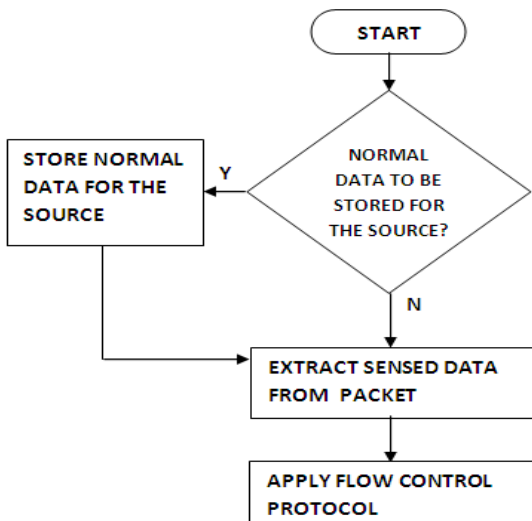 START
NORMAL
DATA TO BE
STORED FOR
THE SOURCE?
Y
STORE NORMAL
DATA FOR THE
SOURCE
N
EXTRACT SENSED DATA
FROM PACKET
APPLY FLOW CONTROL
PROTOCOL